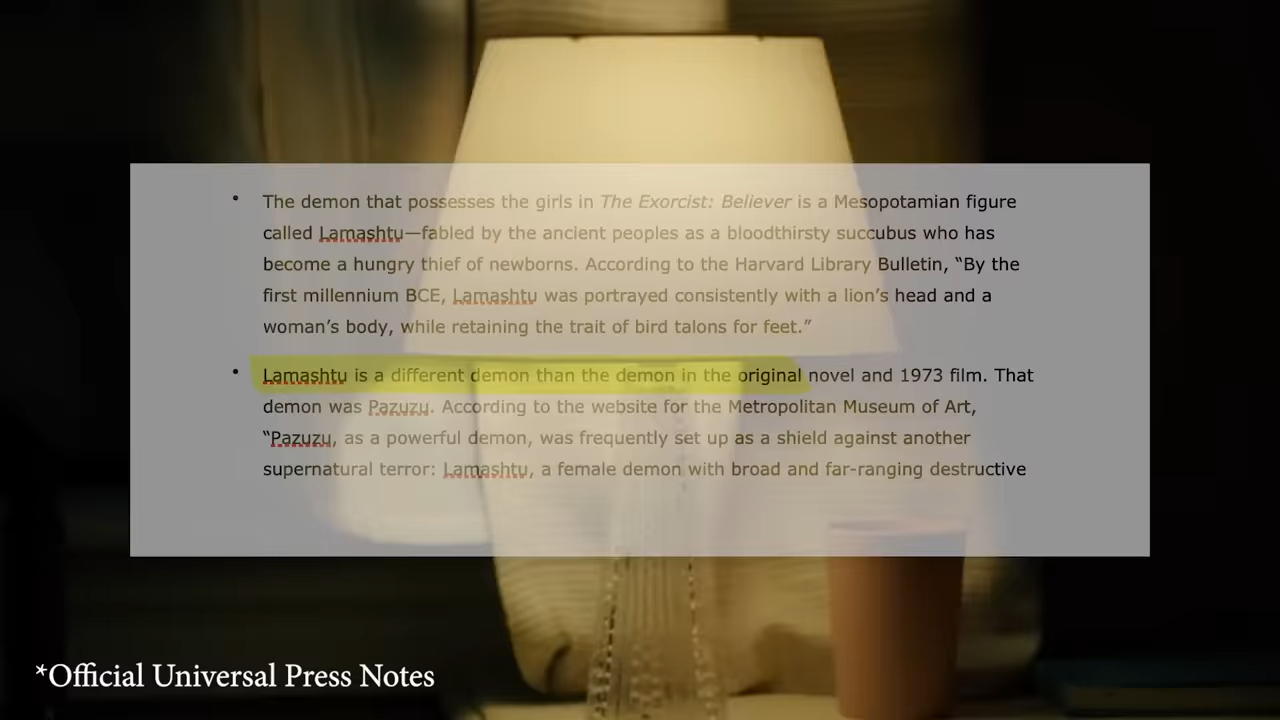 • The demon that possesses the girls in The Exorcist: Believer is a Mesopotamian figure
called Lamashtu—fabled by the ancient peoples as a bloodthirsty succubus who has
become a hungry thief of newborns. According to the Harvard Library Bulletin, “By the
first millennium BCE, Lamashtu was portrayed consistently with a lion’s head and a
woman’s body, while retaining the trait of bird talons for feet.”
• Lamashtu is a different demon than the demon in the original novel and 1973 film. That
demon was Pazuzu. According to the website for the Metropolitan Museum of Art,
“Pazuzu, as a powerful demon, was frequently set up as a shield against another
supernatural terror: Lamashtu, a female demon with broad and far-ranging destructive
*Official Universal Press Notes